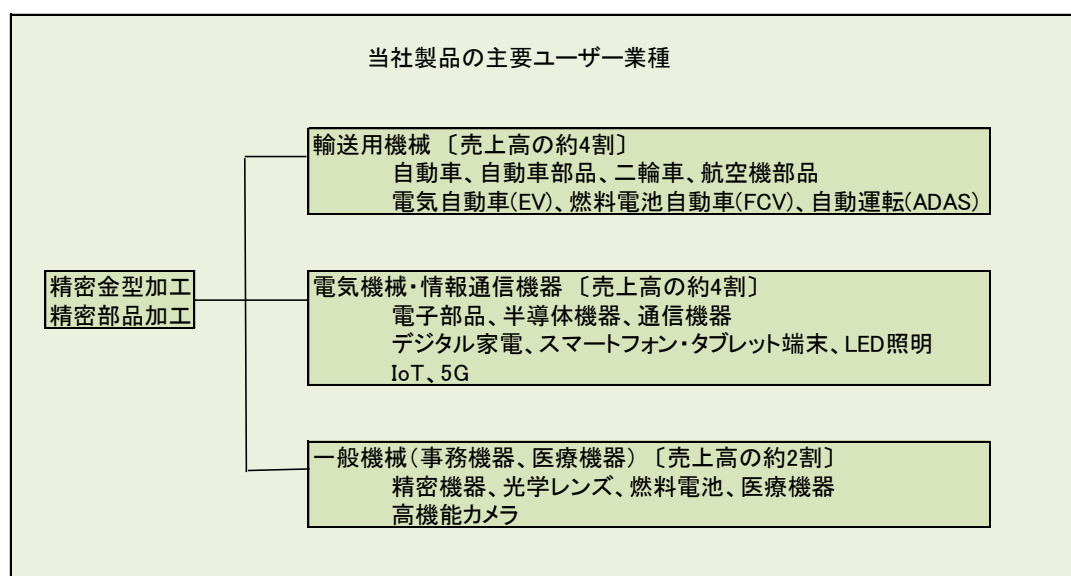 当社製品の主要ユーザー業種
輸送用機械〔売上高の約4割〕
自動車、自動車部品、二輪車、航空機部品
電気自動車(EV)、燃料電池自動車(FCV)、自動運転(ADAS)
精密金型加工
精密部品加工
電気機械・情報通信機器〔売上高の約4割〕
電子部品、半導体機器、通信機器
デジタル家電、スマートフォン・タブレット端末、LED照明
IoT、5G
一般機械(事務機器、医療機器)〔売上高の約2割〕
精密機器、光学レンズ、燃料電池、医療機器
高機能カメラ